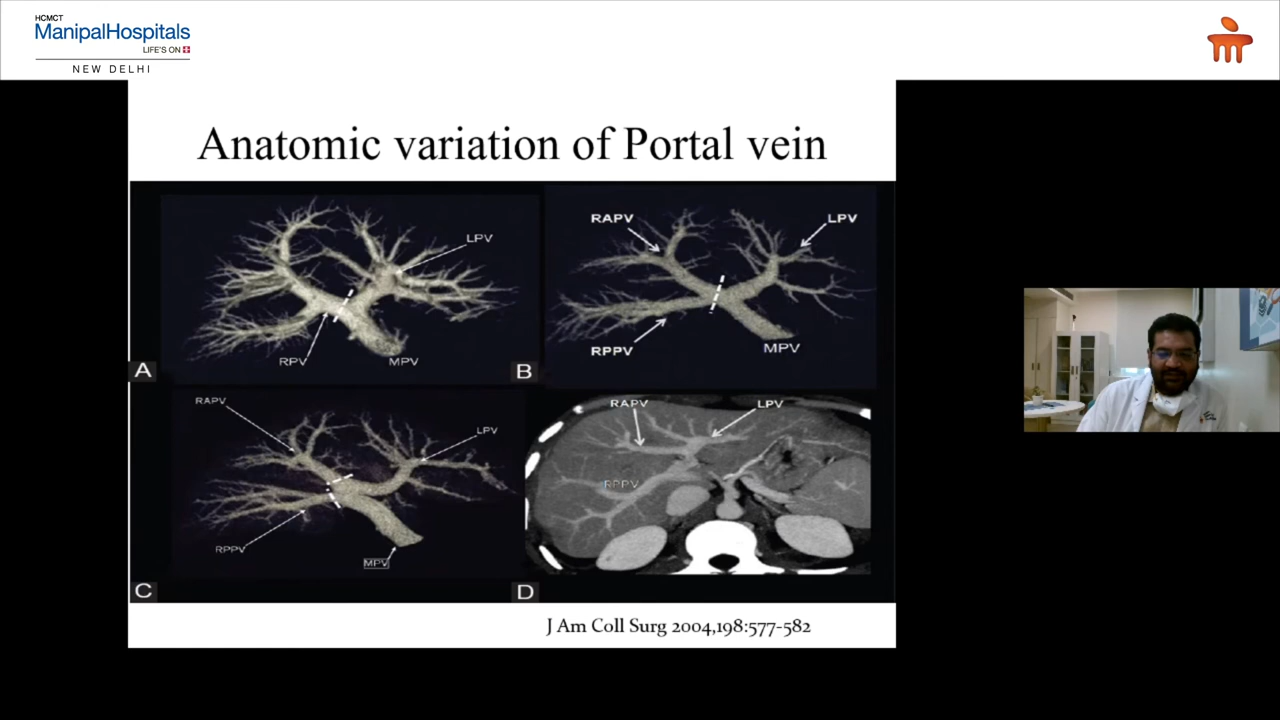 HCMCT
ManipalHospitals
LIFE'S ON
NEW DELHI
Anatomic variation of Portal vein
LPV
RPV
MPV
A
RAPV
LPV
RPPV
MPV
B
RAPV
LPV
RPPV
MPV
C
RAPV
LPV
RPPV
D
J Am Coll Surg 2004,198:577-582